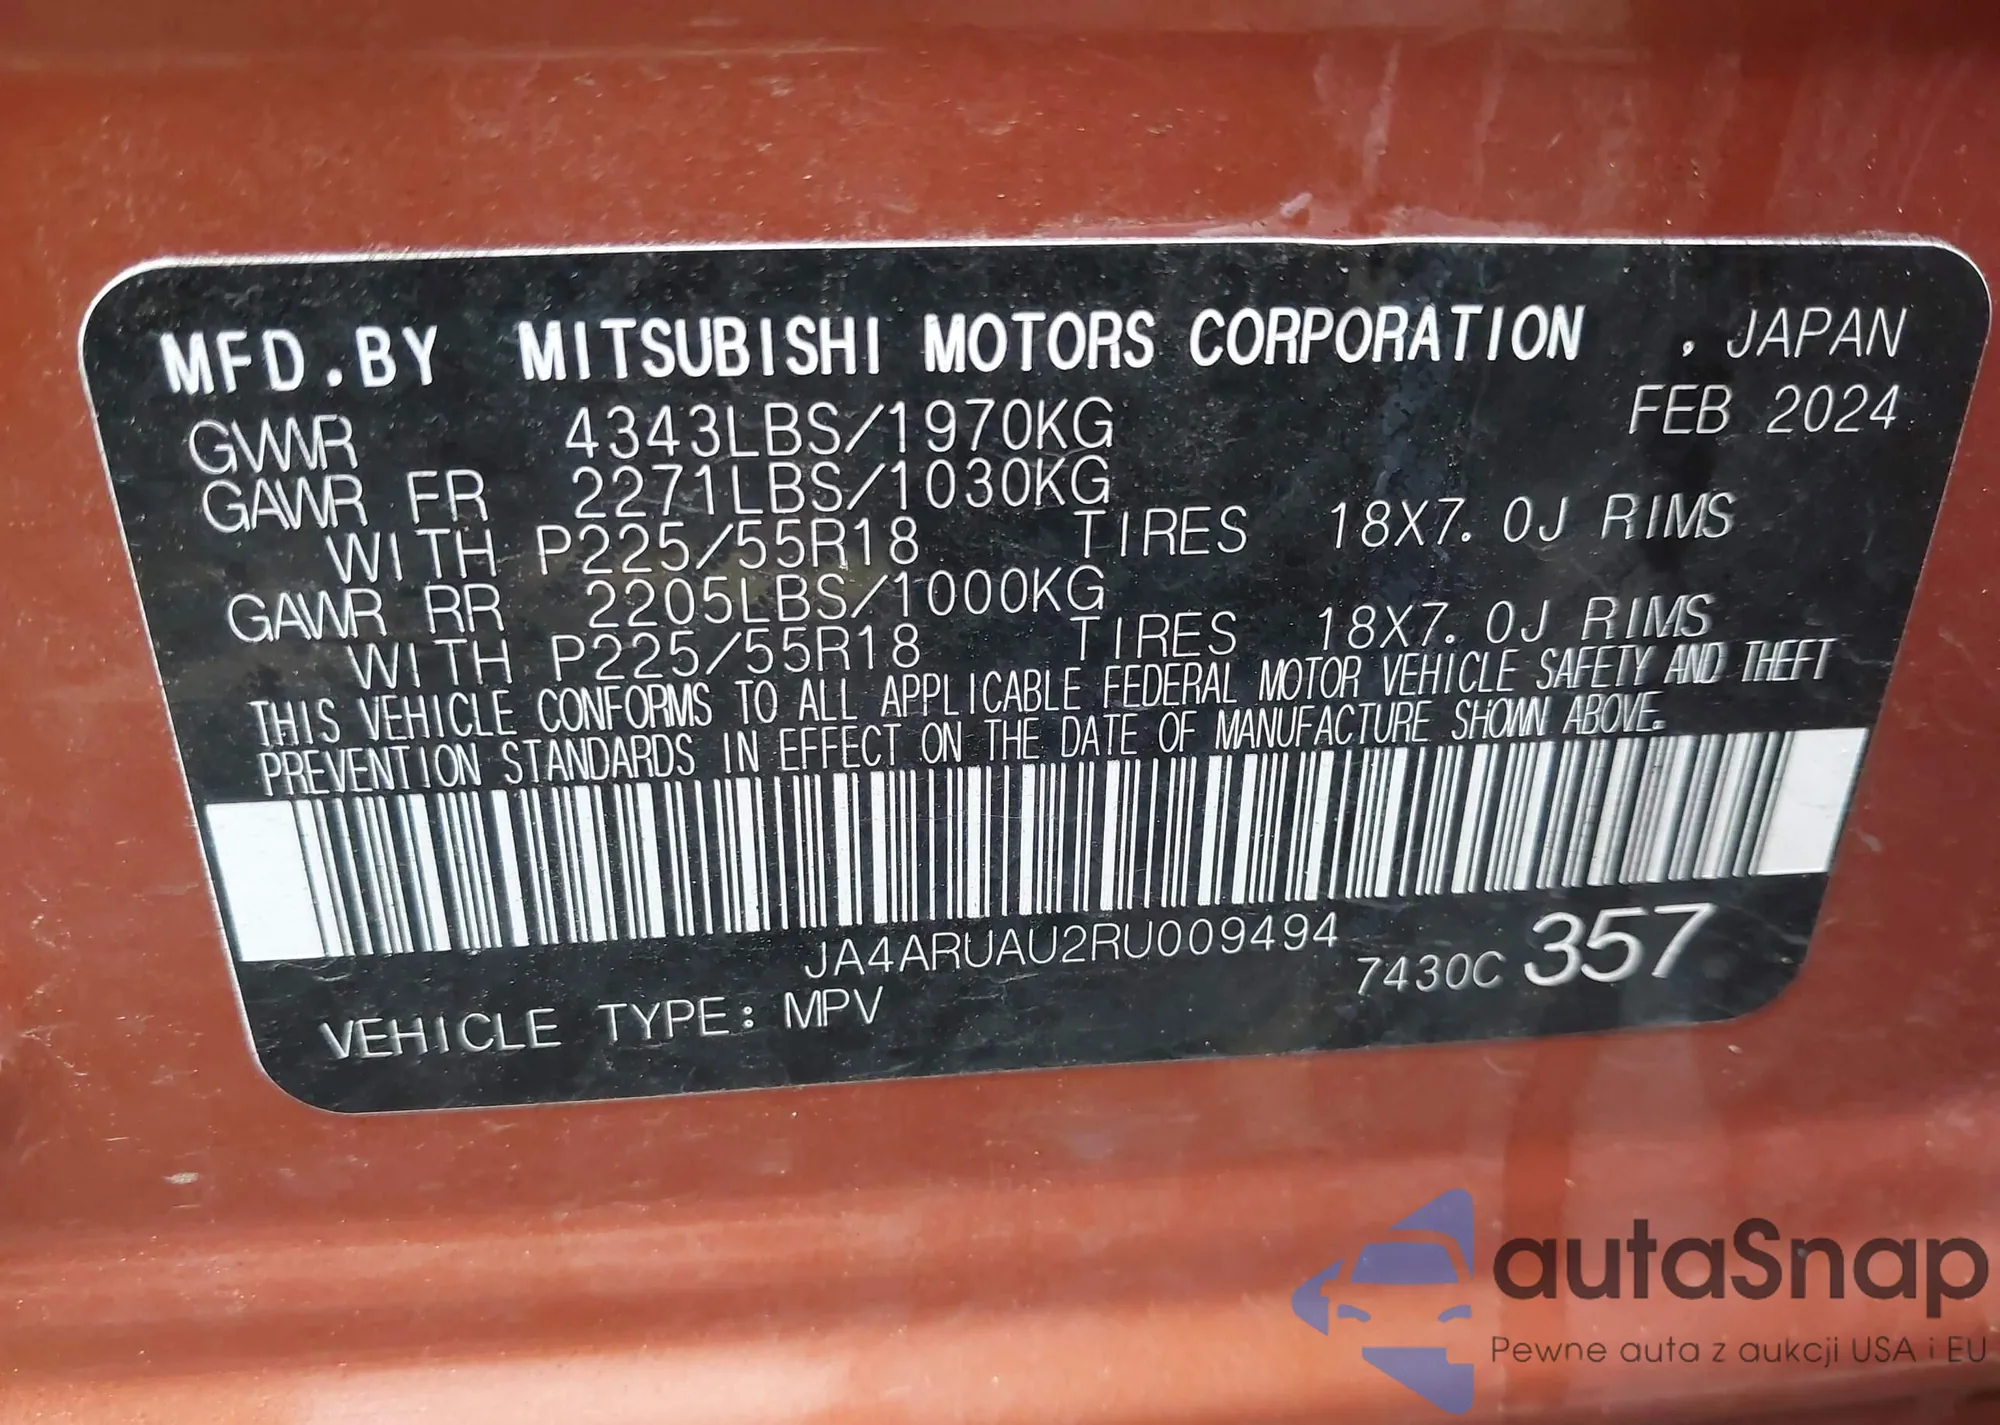 MFD.BY MITSUBISHI MOTORS CORPORATION , JAPAN
FEB 2024
GVWR 4343LBS/1970KG
GAWR FR 2271LBS/1030KG
WITH P225/55R18 TIRES 18X7.0J RIMS
GAWR RR 2205LBS/1000KG
WITH P225/55R18 TIRES 18X7.0J RIMS
THIS VEHICLE CONFORMS TO ALL APPLICABLE FEDERAL MOTOR VEHICLE SAFETY AND THEFT
PREVENTION STANDARDS IN EFFECT ON THE DATE OF MANUFACTURE SHOWN ABOVE.
JA4ARUAU2RU009494
7430C 357
VEHICLE TYPE: MPV
autaSnap
Pewne auta z aukcji USA i EU